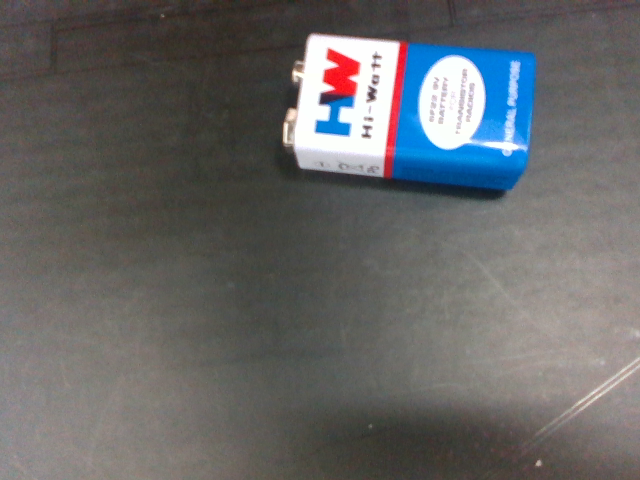 HW
Hi-Watt
6F22 9V
BATTERY
FOR
TRANSISTOR
RADIOS
GENERAL PURPOSE